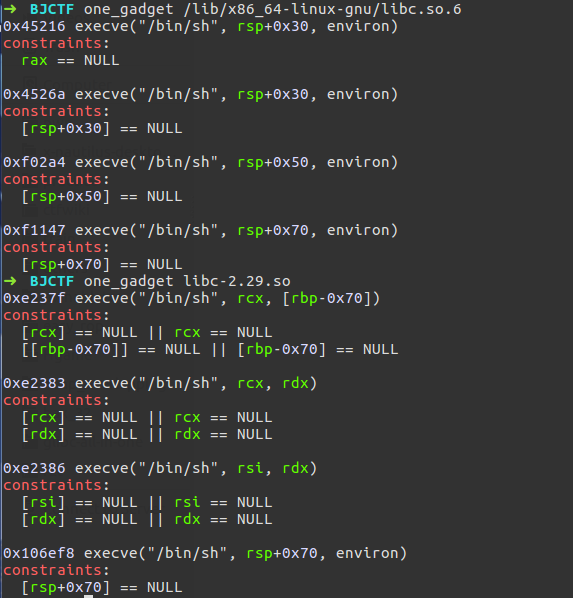 ➜ BJCTF one_gadget /lib/x86_64-linux-gnu/libc.so.6
0x45216 execve("/bin/sh", rsp+0x30, environ)
constraints:
  rax == NULL

0x4526a execve("/bin/sh", rsp+0x30, environ)
constraints:
  [rsp+0x30] == NULL

0xf02a4 execve("/bin/sh", rsp+0x50, environ)
constraints:
  [rsp+0x50] == NULL

0xf1147 execve("/bin/sh", rsp+0x70, environ)
constraints:
  [rsp+0x70] == NULL
➜ BJCTF one_gadget libc-2.29.so
0xe237f execve("/bin/sh", rcx, [rbp-0x70])
constraints:
  [rcx] == NULL || rcx == NULL
  [[rbp-0x70]] == NULL || [rbp-0x70] == NULL

0xe2383 execve("/bin/sh", rcx, rdx)
constraints:
  [rcx] == NULL || rcx == NULL
  [rdx] == NULL || rdx == NULL

0xe2386 execve("/bin/sh", rsi, rdx)
constraints:
  [rsi] == NULL || rsi == NULL
  [rdx] == NULL || rdx == NULL

0x106ef8 execve("/bin/sh", rsp+0x70, environ)
constraints:
  [rsp+0x70] == NULL